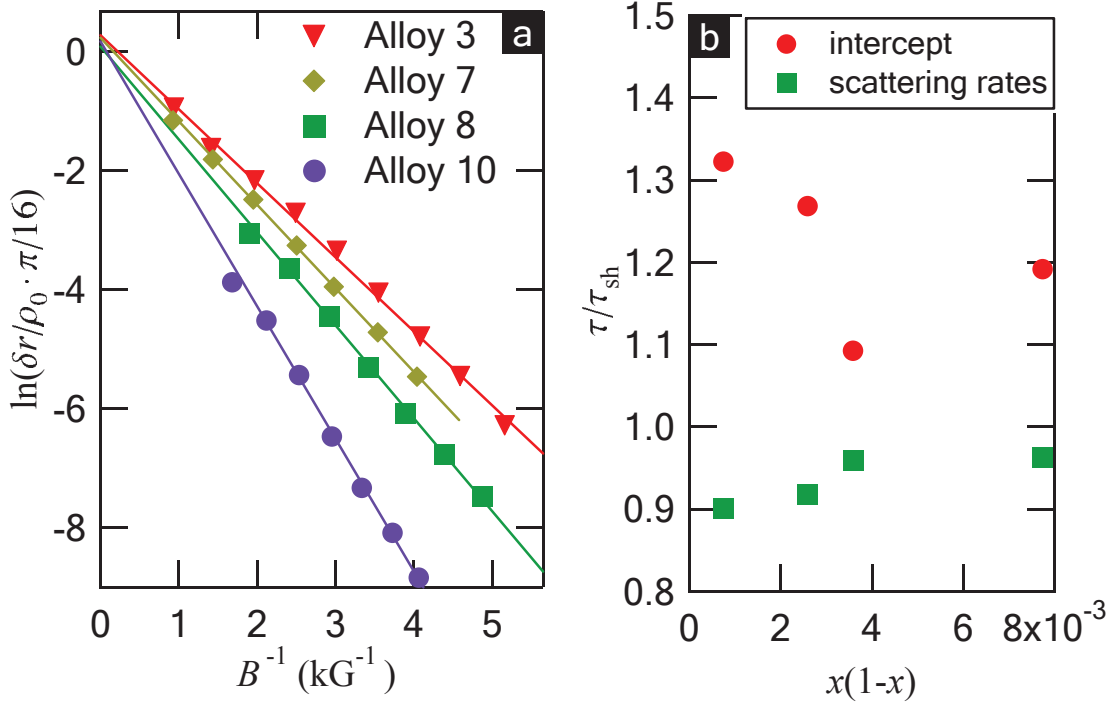 a
Alloy 3
Alloy 7
Alloy 8
Alloy 10
0
-2
-4
-6
-8
ln(δr/ρ₀ · π/16)
0 1 2 3 4 5
B⁻¹ (kG⁻¹)
b
intercept
scattering rates
1.5
1.4
1.3
1.2
1.1
1.0
0.9
0.8
τ/τ_sh
0 2 4 6 8x10⁻³
x(1-x)